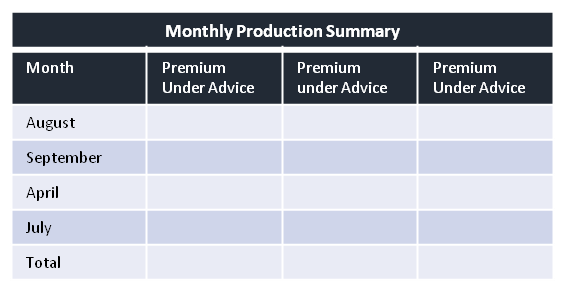 Monthly Production Summary
Month
Premium
Under Advice
Premium
under Advice
Premium
Under Advice
August
September
April
July
Total